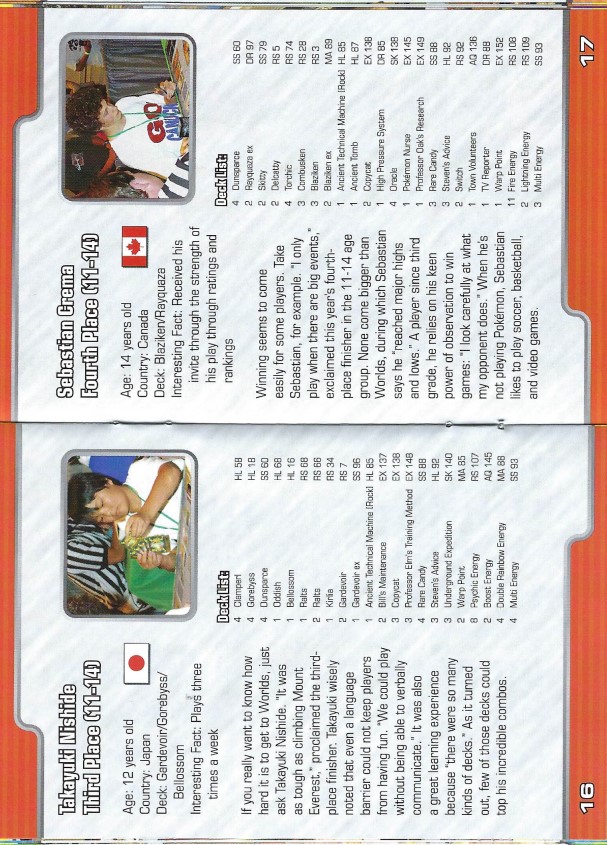 Takayuki Nishide
Third Place (11-14)
Age: 12 years old
Country: Japan
Deck: Gardevoir/Gorebyss/
Bellossom
Interesting Fact: Plays three
times a week
If you really want to know how
hard it is to get to Worlds, just
ask Takayuki Nishide. "It was
as tough as climbing Mount
Everest," proclaimed the third-
place finisher. Takayuki wisely
noted that even a language
barrier could not keep players
from having fun. "We could play
without being able to verbally
communicate." It was also
a great learning experience
because "there were so many
kinds of decks." As it turned
out, few of those decks could
top his incredible combos.
Deck List:
4 Clamperl HL 58
4 Gorebyss HL 18
4 Dunsparce SS 60
1 Oddish HL 68
1 Bellossom HL 16
1 Ralts RS 68
2 Ralts RS 66
1 Kirlia RS 34
2 Gardevoir RS 7
1 Gardevoir ex SS 96
1 Ancient Technical Machine [Rock] HL 85
2 Bill's Maintenance EX 137
3 Copycat EX 138
3 Professor Elm's Training Method EX 148
4 Rare Candy SS 88
3 Steven's Advice HL 92
3 Underground Expedition SK 140
2 Warp Point MA 85
8 Psychic Energy RS 107
2 Boost Energy AQ 145
4 Double Rainbow Energy MA 88
4 Multi Energy SS 93
16
Sebastian Crema
Fourth Place (11-14)
Age: 14 years old
Country: Canada
Deck: Blaziken/Rayquaza
Interesting Fact: Received his
invite through the strength of
his play through ratings and
rankings
Winning seems to come
easily for some players. Take
Sebastian, for example. "I only
play when there are big events,"
exclaimed this year's fourth-
place finisher in the 11-14 age
group. None come bigger than
Worlds, during which Sebastian
says he "reached major highs
and lows." A player since third
grade, he relies on his keen
power of observation to win
games: "I look carefully at what
my opponent does." When he's
not playing Pokémon, Sebastian
likes to play soccer, basketball,
and video games.
GO
CANADA
Deck List:
4 Dunsparce SS 60
2 Rayquaza ex DR 97
2 Skitty SS 79
2 Delcatty RS 5
4 Torchic RS 74
3 Combusken RS 28
3 Blaziken RS 3
2 Blaziken ex MA 89
1 Ancient Technical Machine [Rock] HL 85
1 Ancient Tomb HL 87
2 Copycat EX 138
1 High Pressure System DR 85
4 Oracle SK 138
1 Pokémon Nurse EX 145
1 Professor Oak's Research EX 149
3 Rare Candy SS 88
3 Steven's Advice HL 92
2 Switch RS 92
1 Town Volunteers AQ 136
1 TV Reporter DR 88
1 Warp Point EX 152
11 Fire Energy RS 108
2 Lightning Energy RS 109
3 Multi Energy SS 93
17